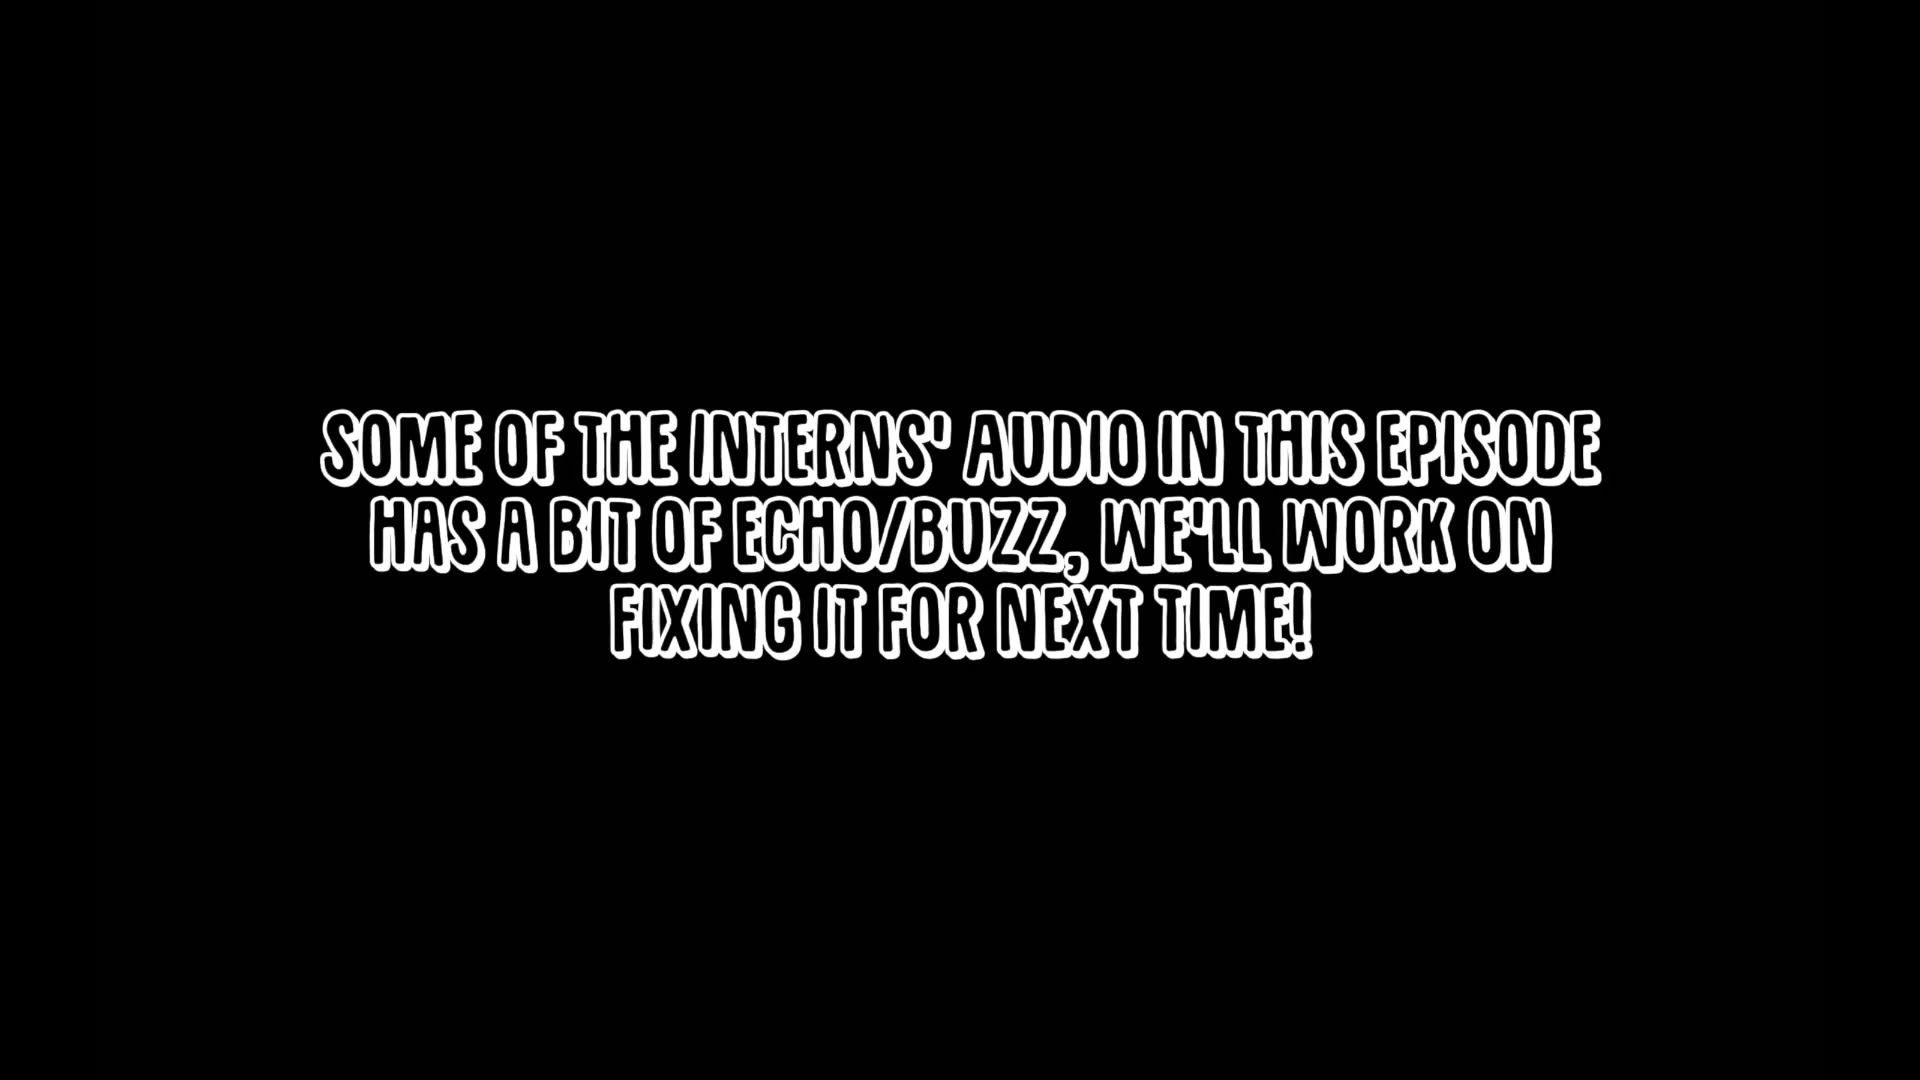 SOME OF THE INTERNS' AUDIO IN THIS EPISODE
HAS A BIT OF ECHO/BUZZ, WE'LL WORK ON
FIXING IT FOR NEXT TIME!